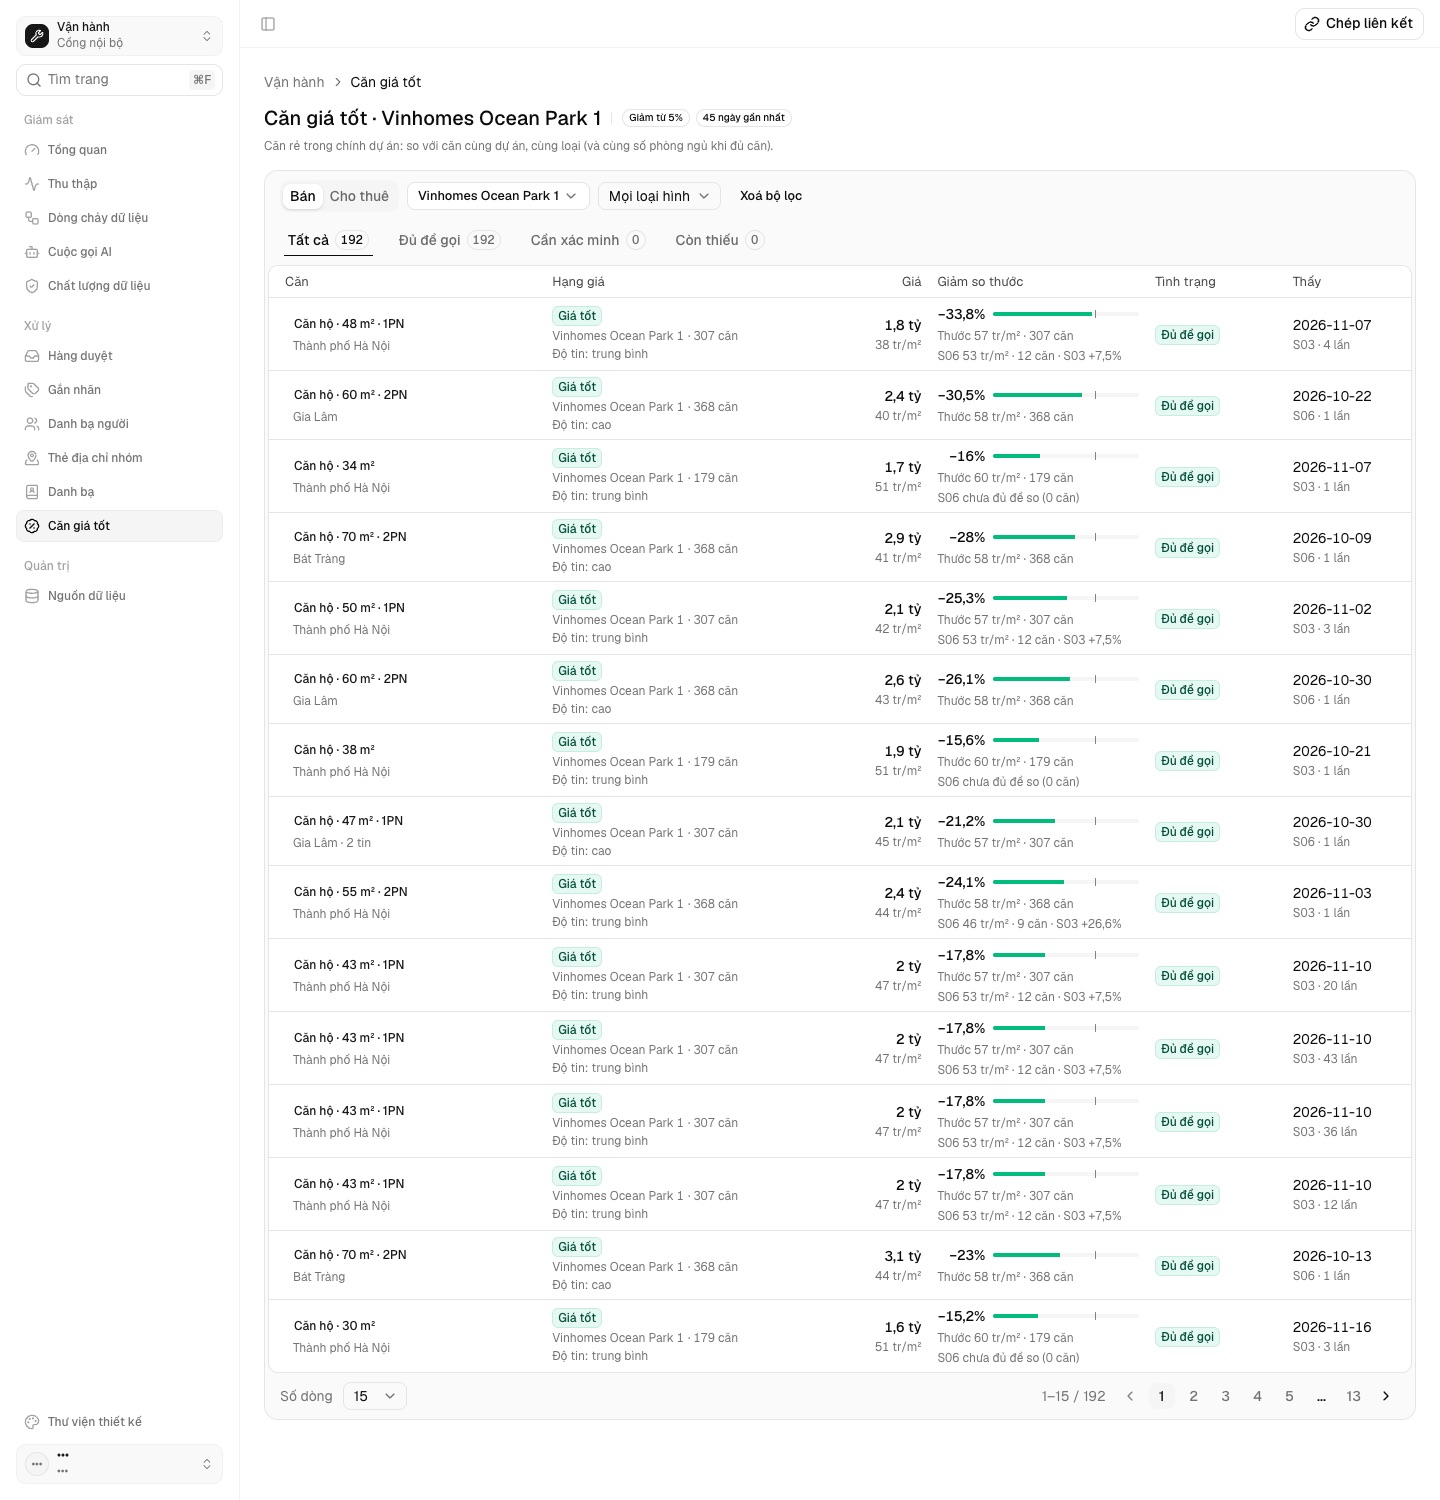 Vận hành
Cổng nội bộ
Tìm trang ⌘F
Giám sát
Tổng quan
Thu thập
Dòng chảy dữ liệu
Cuộc gọi AI
Chất lượng dữ liệu
Xử lý
Hàng duyệt
Gắn nhãn
Danh bạ người
Thẻ địa chỉ nhóm
Danh bạ
Căn giá tốt
Quản trị
Nguồn dữ liệu
Thư viện thiết kế
Chép liên kết
Vận hành > Căn giá tốt
Căn giá tốt · Vinhomes Ocean Park 1 Giảm từ 5% 45 ngày gần nhất
Căn rẻ trong chính dự án: so với căn cùng dự án, cùng loại (và cùng số phòng ngủ khi đủ căn).
Bán Cho thuê Vinhomes Ocean Park 1 Mọi loại hình Xoá bộ lọc
Tất cả 192 Đủ để gọi 192 Cần xác minh 0 Còn thiếu 0
Căn Hạng giá Giá Giảm so thước Tình trạng Thấy
Căn hộ · 48 m² · 1PN
Thành phố Hà Nội
Giá tốt
Vinhomes Ocean Park 1 · 307 căn
Độ tin: trung bình
1,8 tỷ
38 tr/m²
−33,8%
Thước 57 tr/m² · 307 căn
S06 53 tr/m² · 12 căn · S03 +7,5%
Đủ để gọi
2026-11-07
S03 · 4 lần
Căn hộ · 60 m² · 2PN
Gia Lâm
Giá tốt
Vinhomes Ocean Park 1 · 368 căn
Độ tin: cao
2,4 tỷ
40 tr/m²
−30,5%
Thước 58 tr/m² · 368 căn
Đủ để gọi
2026-10-22
S06 · 1 lần
Căn hộ · 34 m²
Thành phố Hà Nội
Giá tốt
Vinhomes Ocean Park 1 · 179 căn
Độ tin: trung bình
1,7 tỷ
51 tr/m²
−16%
Thước 60 tr/m² · 179 căn
S06 chưa đủ để so (0 căn)
Đủ để gọi
2026-11-07
S03 · 1 lần
Căn hộ · 70 m² · 2PN
Bát Tràng
Giá tốt
Vinhomes Ocean Park 1 · 368 căn
Độ tin: cao
2,9 tỷ
41 tr/m²
−28%
Thước 58 tr/m² · 368 căn
Đủ để gọi
2026-10-09
S06 · 1 lần
Căn hộ · 50 m² · 1PN
Thành phố Hà Nội
Giá tốt
Vinhomes Ocean Park 1 · 307 căn
Độ tin: trung bình
2,1 tỷ
42 tr/m²
−25,3%
Thước 57 tr/m² · 307 căn
S06 53 tr/m² · 12 căn · S03 +7,5%
Đủ để gọi
2026-11-02
S03 · 3 lần
Căn hộ · 60 m² · 2PN
Gia Lâm
Giá tốt
Vinhomes Ocean Park 1 · 368 căn
Độ tin: cao
2,6 tỷ
43 tr/m²
−26,1%
Thước 58 tr/m² · 368 căn
Đủ để gọi
2026-10-30
S06 · 1 lần
Căn hộ · 38 m²
Thành phố Hà Nội
Giá tốt
Vinhomes Ocean Park 1 · 179 căn
Độ tin: trung bình
1,9 tỷ
51 tr/m²
−15,6%
Thước 60 tr/m² · 179 căn
S06 chưa đủ để so (0 căn)
Đủ để gọi
2026-10-21
S03 · 1 lần
Căn hộ · 47 m² · 1PN
Gia Lâm · 2 tin
Giá tốt
Vinhomes Ocean Park 1 · 307 căn
Độ tin: cao
2,1 tỷ
45 tr/m²
−21,2%
Thước 57 tr/m² · 307 căn
Đủ để gọi
2026-10-30
S06 · 1 lần
Căn hộ · 55 m² · 2PN
Thành phố Hà Nội
Giá tốt
Vinhomes Ocean Park 1 · 368 căn
Độ tin: trung bình
2,4 tỷ
44 tr/m²
−24,1%
Thước 58 tr/m² · 368 căn
S06 46 tr/m² · 9 căn · S03 +26,6%
Đủ để gọi
2026-11-03
S03 · 1 lần
Căn hộ · 43 m² · 1PN
Thành phố Hà Nội
Giá tốt
Vinhomes Ocean Park 1 · 307 căn
Độ tin: trung bình
2 tỷ
47 tr/m²
−17,8%
Thước 57 tr/m² · 307 căn
S06 53 tr/m² · 12 căn · S03 +7,5%
Đủ để gọi
2026-11-10
S03 · 20 lần
Căn hộ · 43 m² · 1PN
Thành phố Hà Nội
Giá tốt
Vinhomes Ocean Park 1 · 307 căn
Độ tin: trung bình
2 tỷ
47 tr/m²
−17,8%
Thước 57 tr/m² · 307 căn
S06 53 tr/m² · 12 căn · S03 +7,5%
Đủ để gọi
2026-11-10
S03 · 43 lần
Căn hộ · 43 m² · 1PN
Thành phố Hà Nội
Giá tốt
Vinhomes Ocean Park 1 · 307 căn
Độ tin: trung bình
2 tỷ
47 tr/m²
−17,8%
Thước 57 tr/m² · 307 căn
S06 53 tr/m² · 12 căn · S03 +7,5%
Đủ để gọi
2026-11-10
S03 · 36 lần
Căn hộ · 43 m² · 1PN
Thành phố Hà Nội
Giá tốt
Vinhomes Ocean Park 1 · 307 căn
Độ tin: trung bình
2 tỷ
47 tr/m²
−17,8%
Thước 57 tr/m² · 307 căn
S06 53 tr/m² · 12 căn · S03 +7,5%
Đủ để gọi
2026-11-10
S03 · 12 lần
Căn hộ · 70 m² · 2PN
Bát Tràng
Giá tốt
Vinhomes Ocean Park 1 · 368 căn
Độ tin: cao
3,1 tỷ
44 tr/m²
−23%
Thước 58 tr/m² · 368 căn
Đủ để gọi
2026-10-13
S06 · 1 lần
Căn hộ · 30 m²
Thành phố Hà Nội
Giá tốt
Vinhomes Ocean Park 1 · 179 căn
Độ tin: trung bình
1,6 tỷ
51 tr/m²
−15,2%
Thước 60 tr/m² · 179 căn
S06 chưa đủ để so (0 căn)
Đủ để gọi
2026-11-16
S03 · 3 lần
Số dòng 15 1–15 / 192 1 2 3 4 5 ... 13